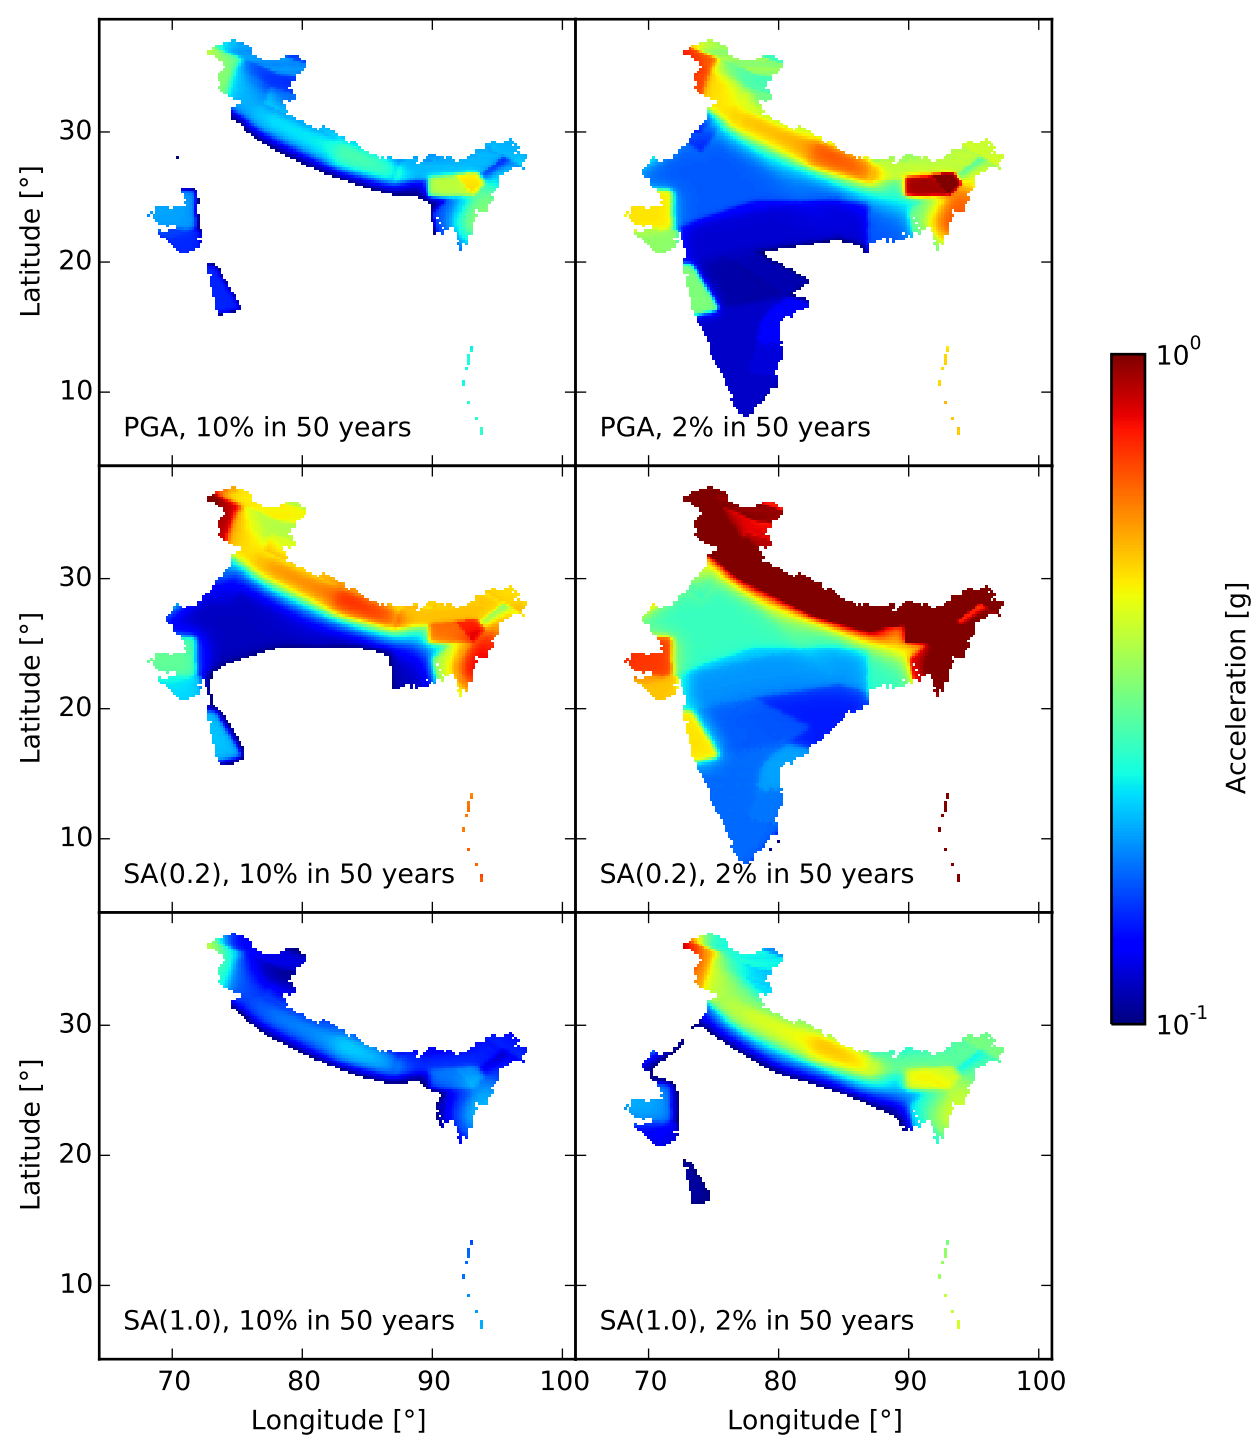 30
20
10
Latitude [°]
PGA, 10% in 50 years
PGA, 2% in 50 years
30
20
10
Latitude [°]
SA(0.2), 10% in 50 years
SA(0.2), 2% in 50 years
30
20
10
Latitude [°]
SA(1.0), 10% in 50 years
SA(1.0), 2% in 50 years
70 80 90 100 70 80 90 100
Longitude [°] Longitude [°]
10⁰
10⁻¹
Acceleration [g]